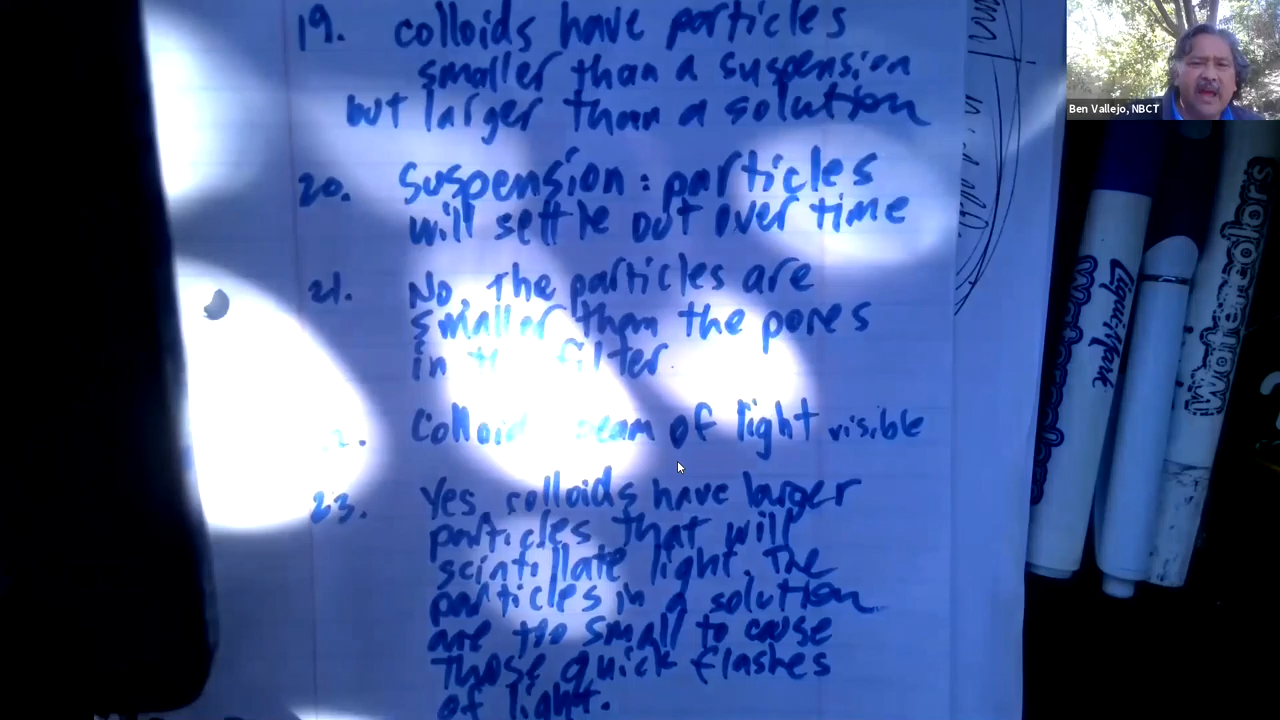 19. colloids have particles
smaller than a suspension
but larger than a solution
20. Suspension: particles
will settle out over time
21. No, the particles are
smaller than the pores
in filter
Colloid of light visible
23. Yes, colloids have larger
particles that will
scintillate light. The
particles in a solution
are too small to cause
those quick flashes
of light.
Ben Vallejo, NBCT
Watercolors
Watercolors